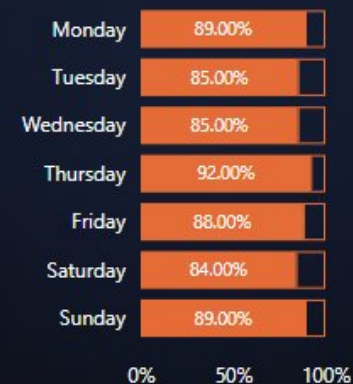 Monday 89.00%
Tuesday 85.00%
Wednesday 85.00%
Thursday 92.00%
Friday 88.00%
Saturday 84.00%
Sunday 89.00%
0% 50% 100%